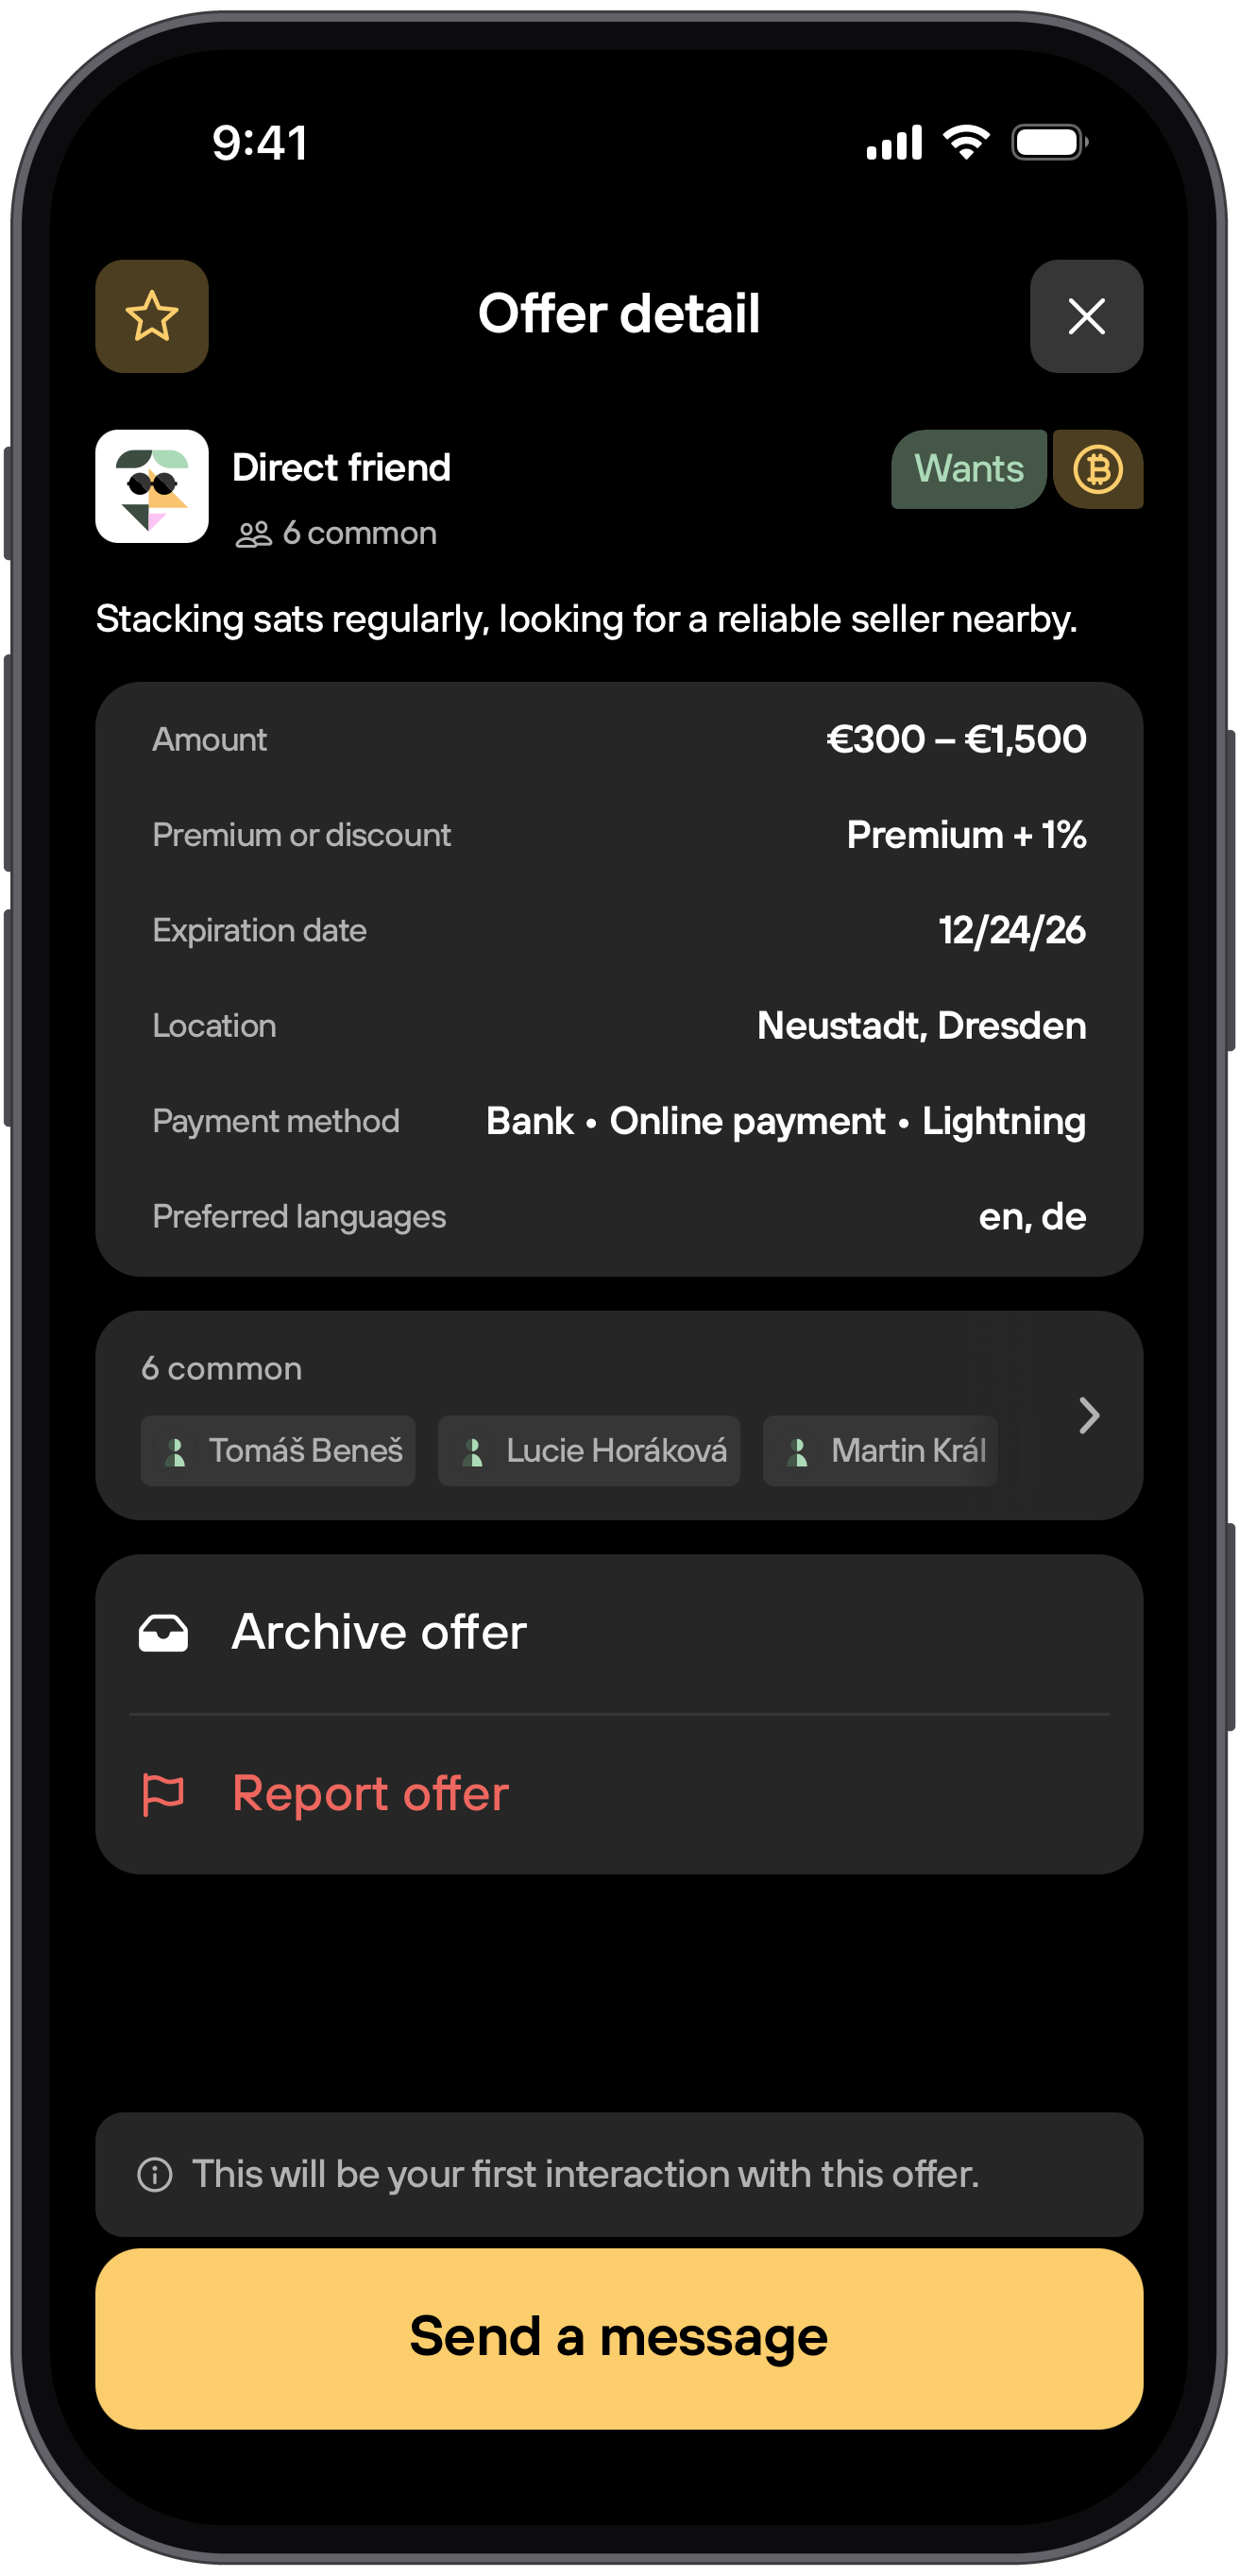 9:41
Offer detail
Direct friend
Wants
6 common
Stacking sats regularly, looking for a reliable seller nearby.
Amount €300 – €1,500
Premium or discount Premium + 1%
Expiration date 12/24/26
Location Neustadt, Dresden
Payment method Bank • Online payment • Lightning
Preferred languages en, de
6 common
Tomáš Beneš Lucie Horáková Martin Král
Archive offer
Report offer
This will be your first interaction with this offer.
Send a message